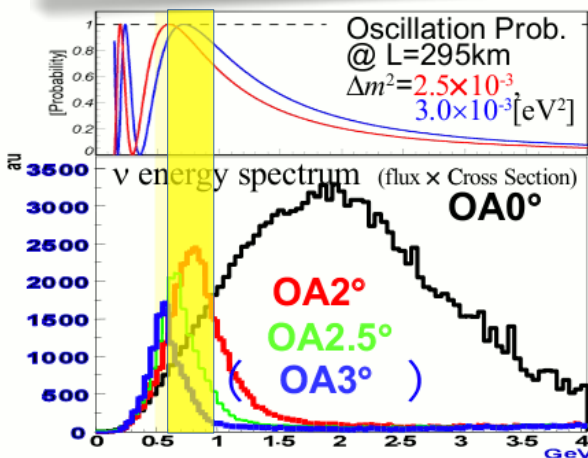 Oscillation Prob.
@ L=295km
Δm²=2.5×10⁻³,
3.0×10⁻³[eV²]
[Probability]
1
0.8
0.6
0.4
0.2
0
au
ν energy spectrum (flux × Cross Section)
3500
3000
2500
2000
1500
1000
500
0
OA0°
OA2°
OA2.5°
( OA3° )
0 0.5 1 1.5 2 2.5 3 3.5 4
GeV